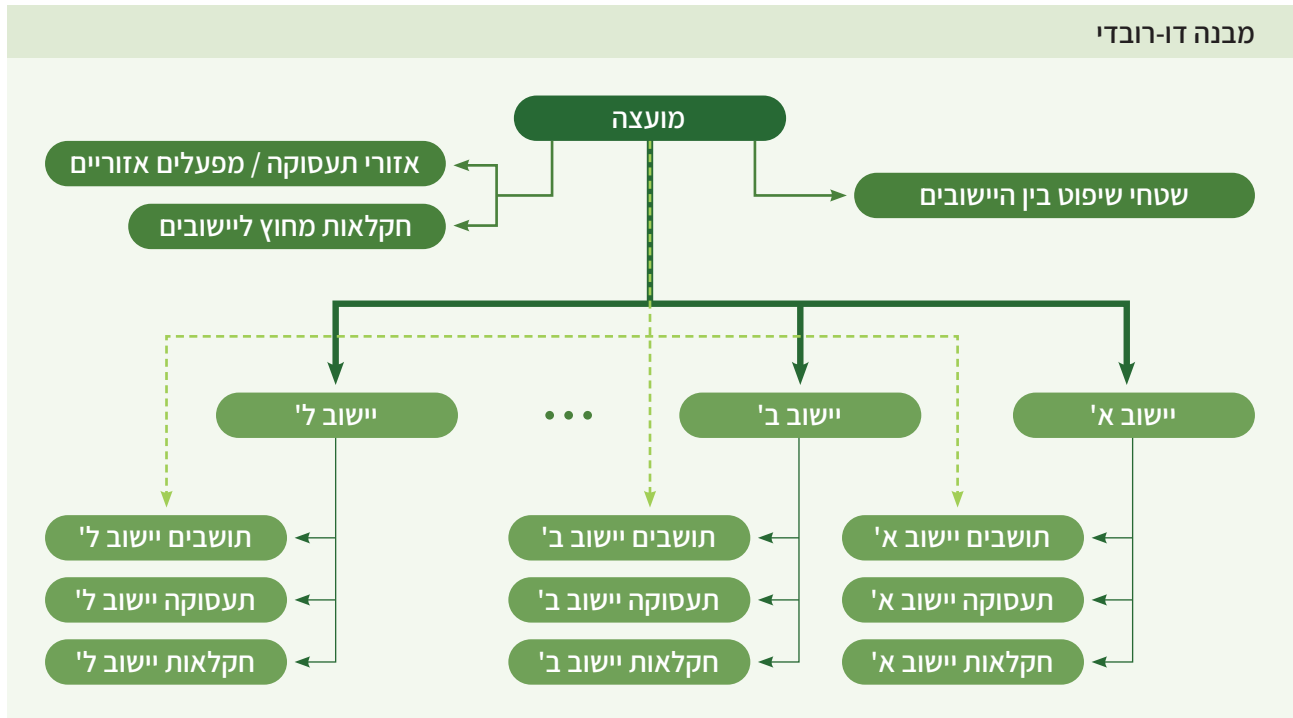 מבנה דו-רובדי
מועצה
שטחי שיפוט בין היישובים
אזורי תעסוקה / מפעלים אזוריים
חקלאות מחוץ ליישובים
יישוב א'
יישוב ב'
יישוב ל'
תושבים יישוב א'
תושבים יישוב ב'
תושבים יישוב ל'
תעסוקה יישוב א'
תעסוקה יישוב ב'
תעסוקה יישוב ל'
חקלאות יישוב א'
חקלאות יישוב ב'
חקלאות יישוב ל'